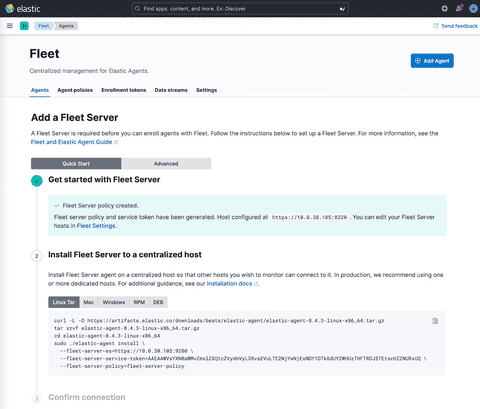 elastic
Find apps, content, and more. Ex: Discover
Fleet Agents
Send feedback
Fleet
Centralized management for Elastic Agents.
Add Agent
Agents Agent policies Enrollment tokens Data streams Settings
Add a Fleet Server
A Fleet Server is required before you can enroll agents with Fleet. Follow the instructions below to set up a Fleet Server. For more information, see the
Fleet and Elastic Agent Guide
Quick Start Advanced
Get started with Fleet Server
Fleet Server policy created.
Fleet server policy and service token have been generated. Host configured at https://10.0.30.105:8220 . You can edit your Fleet Server
hosts in Fleet Settings.
2 Install Fleet Server to a centralized host
Install Fleet Server agent on a centralized host so that other hosts you wish to monitor can connect to it. In production, we recommend using one
or more dedicated hosts. For additional guidance, see our installation docs.
Linux Tar Mac Windows RPM DEB
curl -L -O https://artifacts.elastic.co/downloads/beats/elastic-agent/elastic-agent-8.4.3-linux-x86_64.tar.gz
tar xzvf elastic-agent-8.4.3-linux-x86_64.tar.gz
cd elastic-agent-8.4.3-linux-x86_64
sudo ./elastic-agent install \
--fleet-server-es=https://10.0.30.105:9200 \
--fleet-server-policy=fleet-server-policy
3 Confirm connection